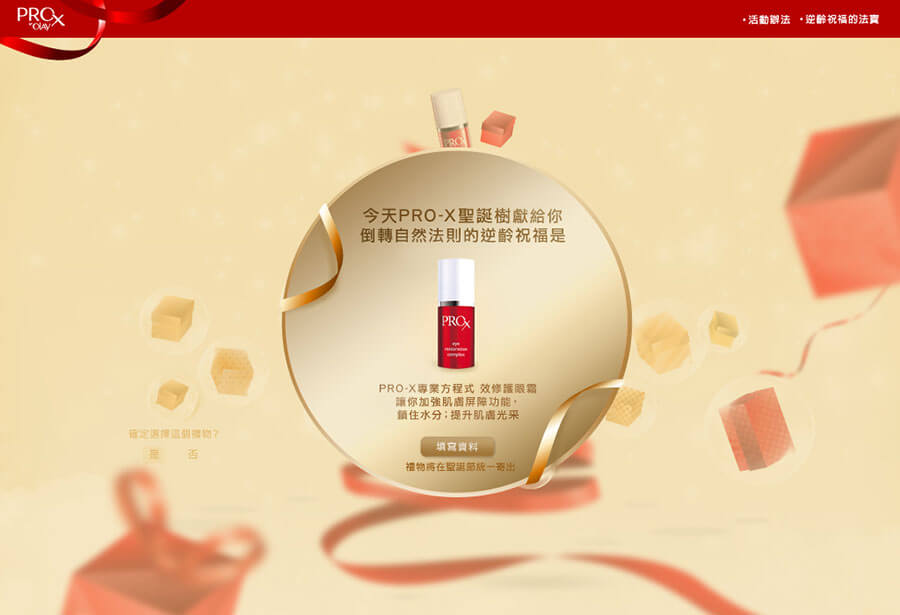 PROX
by OLAY
•活動辦法 •逆齡祝福的法寶
PROX
今天PRO-X聖誕樹獻給你
倒轉自然法則的逆齡祝福是
PROX
eye
restoration
complex
PRO-X專業方程式 效修護眼霜
讓你加強肌膚屏障功能，
鎖住水分；提升肌膚光采
填寫資料
禮物將在聖誕節統一寄出
確定選擇這個禮物?
是 否